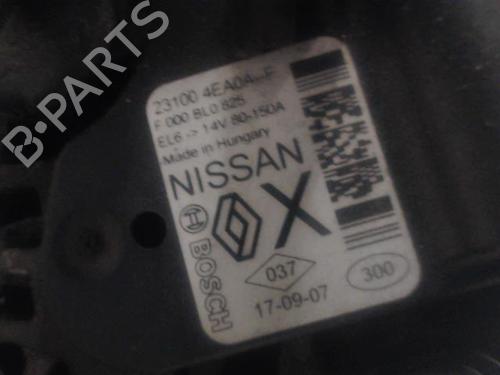 23100 4EA04--F
F 000 BL0 825
EL6 -> 14V 80-150A
Made in Hungary
NISSAN
X
BOSCH
037
300
17-09-07
B-PARTS